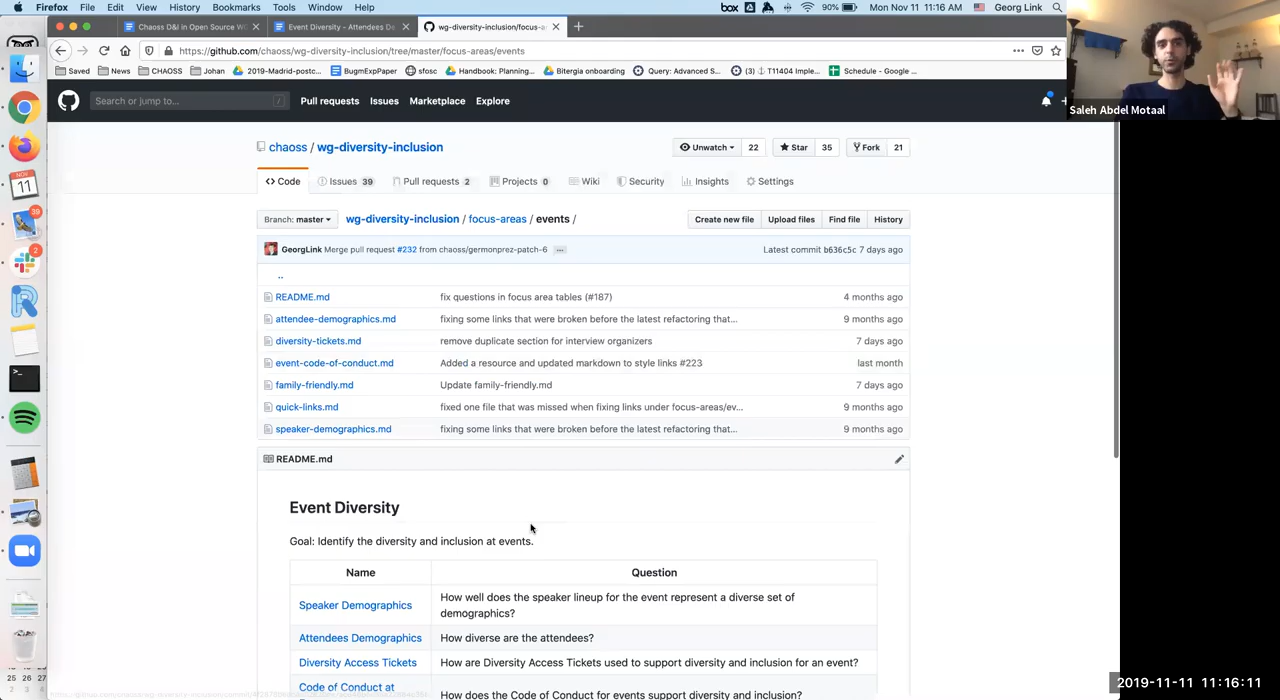 Firefox File Edit View History Bookmarks Tools Window Help box 90% Mon Nov 11 11:16 AM Georg Link
Chaoss D&I in Open Source W
Event Diversity - Attendees De
wg-diversity-inclusion/focus-a
https://github.com/chaoss/wg-diversity-inclusion/tree/master/focus-areas/events
Saved News CHAOSS Johan 2019-Madrid-postc... BugmExpPaper sfosc Handbook: Planning... Bitergia onboarding Query: Advanced S... (3) T11404 Imple... Schedule - Google ...
Saleh Abdel Motaal
Search or jump to... / Pull requests Issues Marketplace Explore
chaoss / wg-diversity-inclusion
Unwatch 22 Star 35 Fork 21
Code Issues 39 Pull requests 2 Projects 0 Wiki Security Insights Settings
Branch: master wg-diversity-inclusion / focus-areas / events /
Create new file Upload files Find file History
GeorgLink Merge pull request #232 from chaoss/germonprez-patch-6 ... Latest commit b636c5c 7 days ago
..
README.md fix questions in focus area tables (#187) 4 months ago
attendee-demographics.md fixing some links that were broken before the latest refactoring that... 9 months ago
diversity-tickets.md remove duplicate section for interview organizers 7 days ago
event-code-of-conduct.md Added a resource and updated markdown to style links #223 last month
family-friendly.md Update family-friendly.md 7 days ago
quick-links.md fixed one file that was missed when fixing links under focus-areas/ev... 9 months ago
speaker-demographics.md fixing some links that were broken before the latest refactoring that... 9 months ago
README.md
Event Diversity
Goal: Identify the diversity and inclusion at events.
Name Question
Speaker Demographics How well does the speaker lineup for the event represent a diverse set of
demographics?
Attendees Demographics How diverse are the attendees?
Diversity Access Tickets How are Diversity Access Tickets used to support diversity and inclusion for an event?
Code of Conduct at
How does the Code of Conduct for events support diversity and inclusion?
NOV
11
39
2
25 26 27
2019-11-11 11:16:11